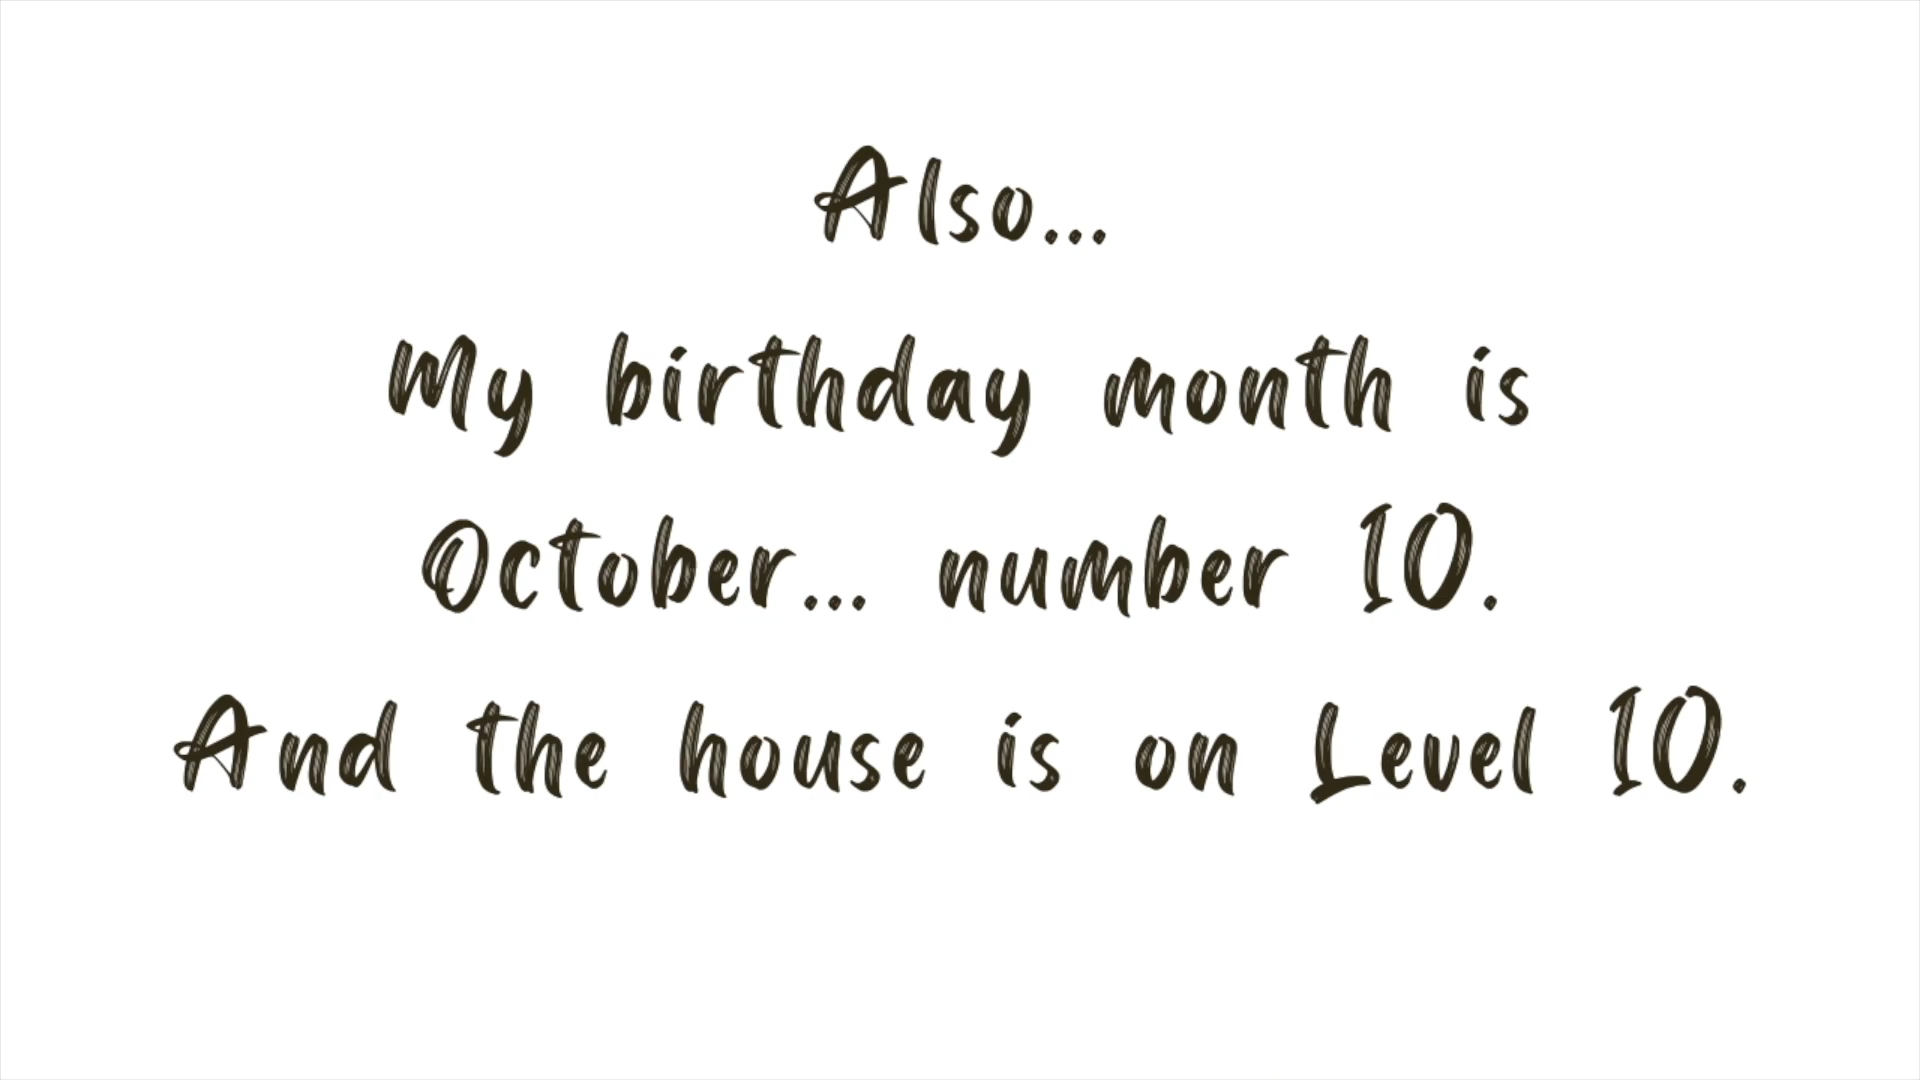 Also...
My birthday month is
October... number 10.
And the house is on Level 10.